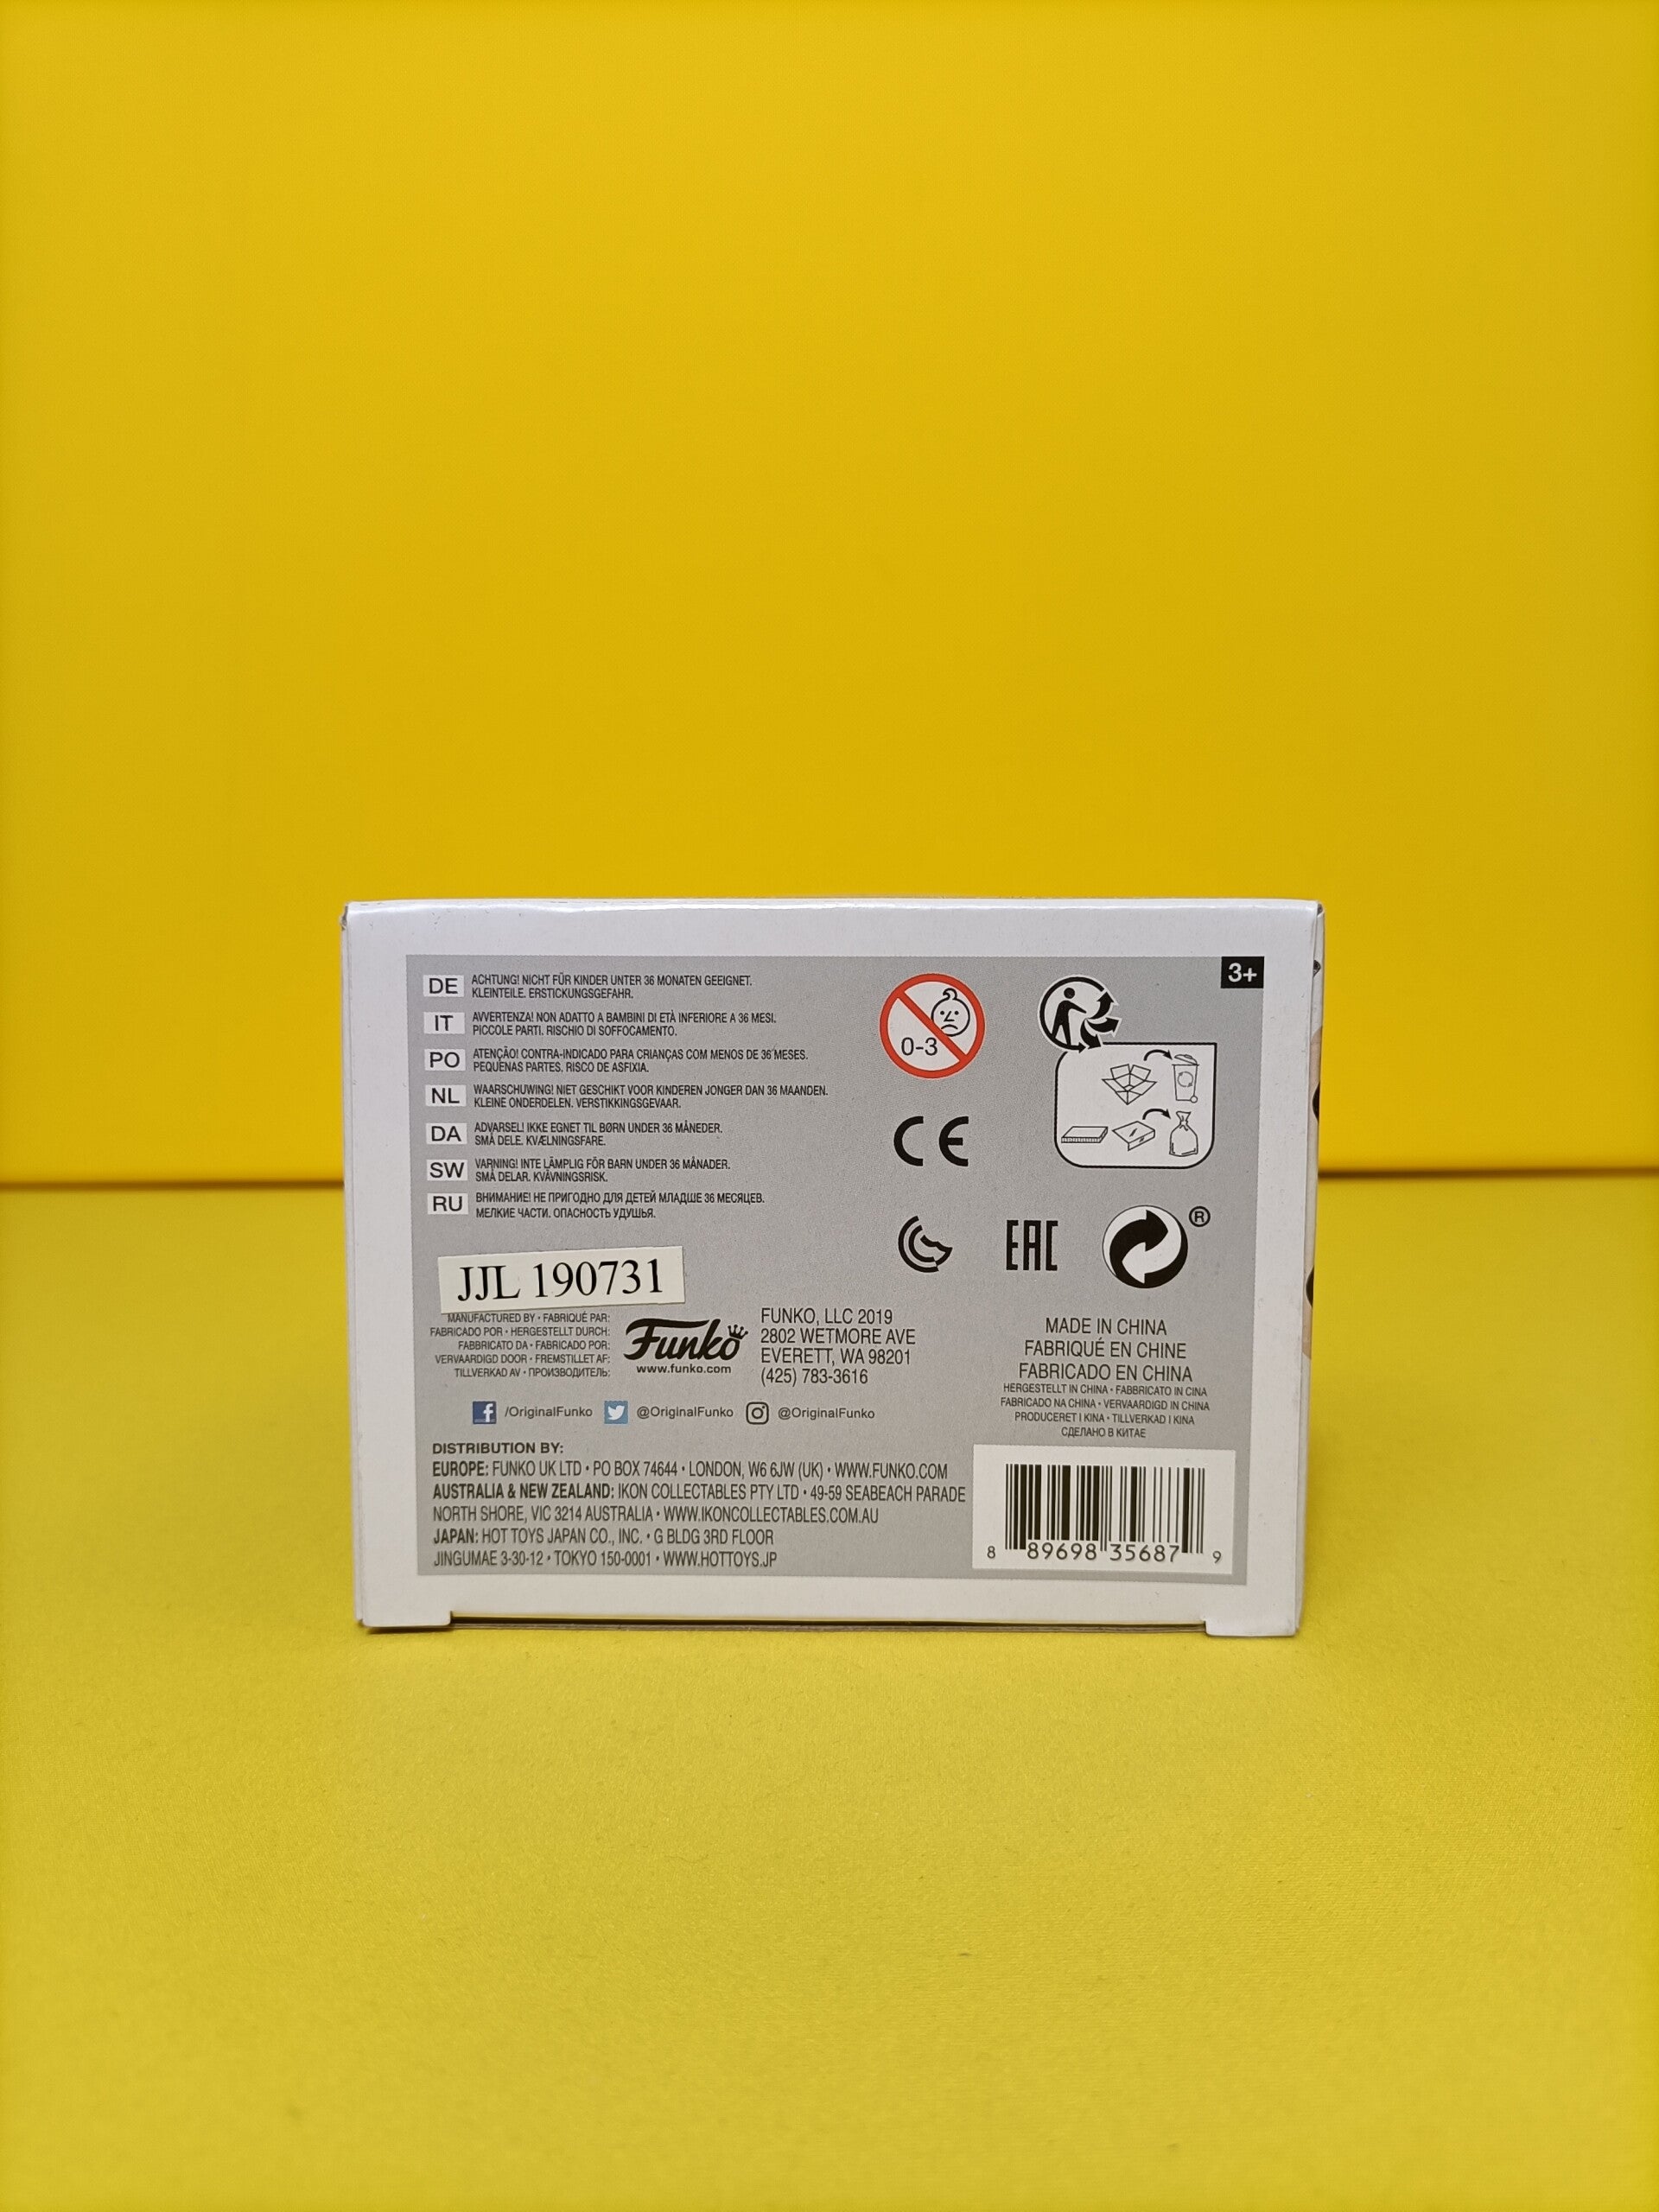 DE ACHTUNG! NICHT FÜR KINDER UNTER 36 MONATEN GEEIGNET.
KLEINTEILE. ERSTICKUNGSGEFAHR.
IT AVVERTENZA! NON ADATTO A BAMBINI DI ETÀ INFERIORE A 36 MESI.
PICCOLE PARTI. RISCHIO DI SOFFOCAMENTO.
PO ATENÇÃO! CONTRA-INDICADO PARA CRIANÇAS COM MENOS DE 36 MESES.
PEQUENAS PARTES. RISCO DE ASFIXIA.
NL WAARSCHUWING! NIET GESCHIKT VOOR KINDEREN JONGER DAN 36 MAANDEN.
KLEINE ONDERDELEN. VERSTIKKINGSGEVAAR.
DA ADVARSEL! IKKE EGNET TIL BØRN UNDER 36 MÅNEDER.
SMÅ DELE. KVÆLNINGSFARE.
SW VARNING! INTE LÄMPLIG FÖR BARN UNDER 36 MÅNADER.
SMÅ DELAR. KVÄVNINGSRISK.
RU ВНИМАНИЕ! НЕ ПРИГОДНО ДЛЯ ДЕТЕЙ МЛАДШЕ 36 МЕСЯЦЕВ.
МЕЛКИЕ ЧАСТИ. ОПАСНОСТЬ УДУШЬЯ.
0-3
3+
CE
EAC
®
JJL 190731
MANUFACTURED BY • FABRIQUÉ PAR:
FABRICADO POR • HERGESTELLT DURCH:
FABBRICATO DA • FABRICADO POR:
VERVAARDIGD DOOR • FREMSTILLET AF:
TILLVERKAD AV • ПРОИЗВОДИТЕЛЬ:
Funko
www.funko.com
FUNKO, LLC 2019
2802 WETMORE AVE
EVERETT, WA 98201
(425) 783-3616
MADE IN CHINA
FABRIQUÉ EN CHINE
FABRICADO EN CHINA
HERGESTELLT IN CHINA • FABBRICATO IN CINA
FABRICADO NA CHINA • VERVAARDIGD IN CHINA
PRODUCERET I KINA • TILLVERKAD I KINA
СДЕЛАНО В КИТАЕ
f /OriginalFunko @OriginalFunko @OriginalFunko
DISTRIBUTION BY:
EUROPE: FUNKO UK LTD • PO BOX 74644 • LONDON, W6 6JW (UK) • WWW.FUNKO.COM
AUSTRALIA & NEW ZEALAND: IKON COLLECTABLES PTY LTD • 49-59 SEABEACH PARADE
NORTH SHORE, VIC 3214 AUSTRALIA • WWW.IKONCOLLECTABLES.COM.AU
JAPAN: HOT TOYS JAPAN CO., INC. • G BLDG 3RD FLOOR
JINGUMAE 3-30-12 • TOKYO 150-0001 • WWW.HOTTOYS.JP
8 89698 35687 9